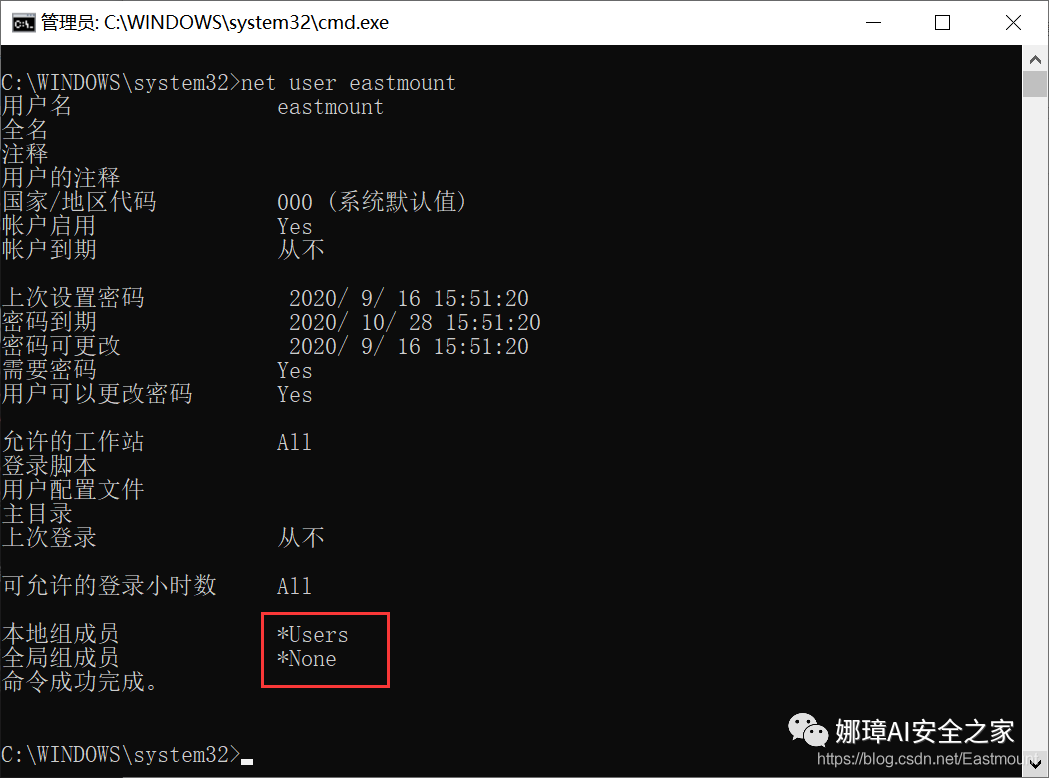 管理员: C:\WINDOWS\system32\cmd.exe
C:\WINDOWS\system32>net user eastmount
用户名 eastmount
全名
注释
用户的注释
国家/地区代码 000 (系统默认值)
帐户启用 Yes
帐户到期 从不
上次设置密码 2020/ 9/ 16 15:51:20
密码到期 2020/ 10/ 28 15:51:20
密码可更改 2020/ 9/ 16 15:51:20
需要密码 Yes
用户可以更改密码 Yes
允许的工作站 All
登录脚本
用户配置文件
主目录
上次登录 从不
可允许的登录小时数 All
本地组成员 *Users
全局组成员 *None
命令成功完成。
C:\WINDOWS\system32>
娜璋AI安全之家
https://blog.csdn.net/Eastmount